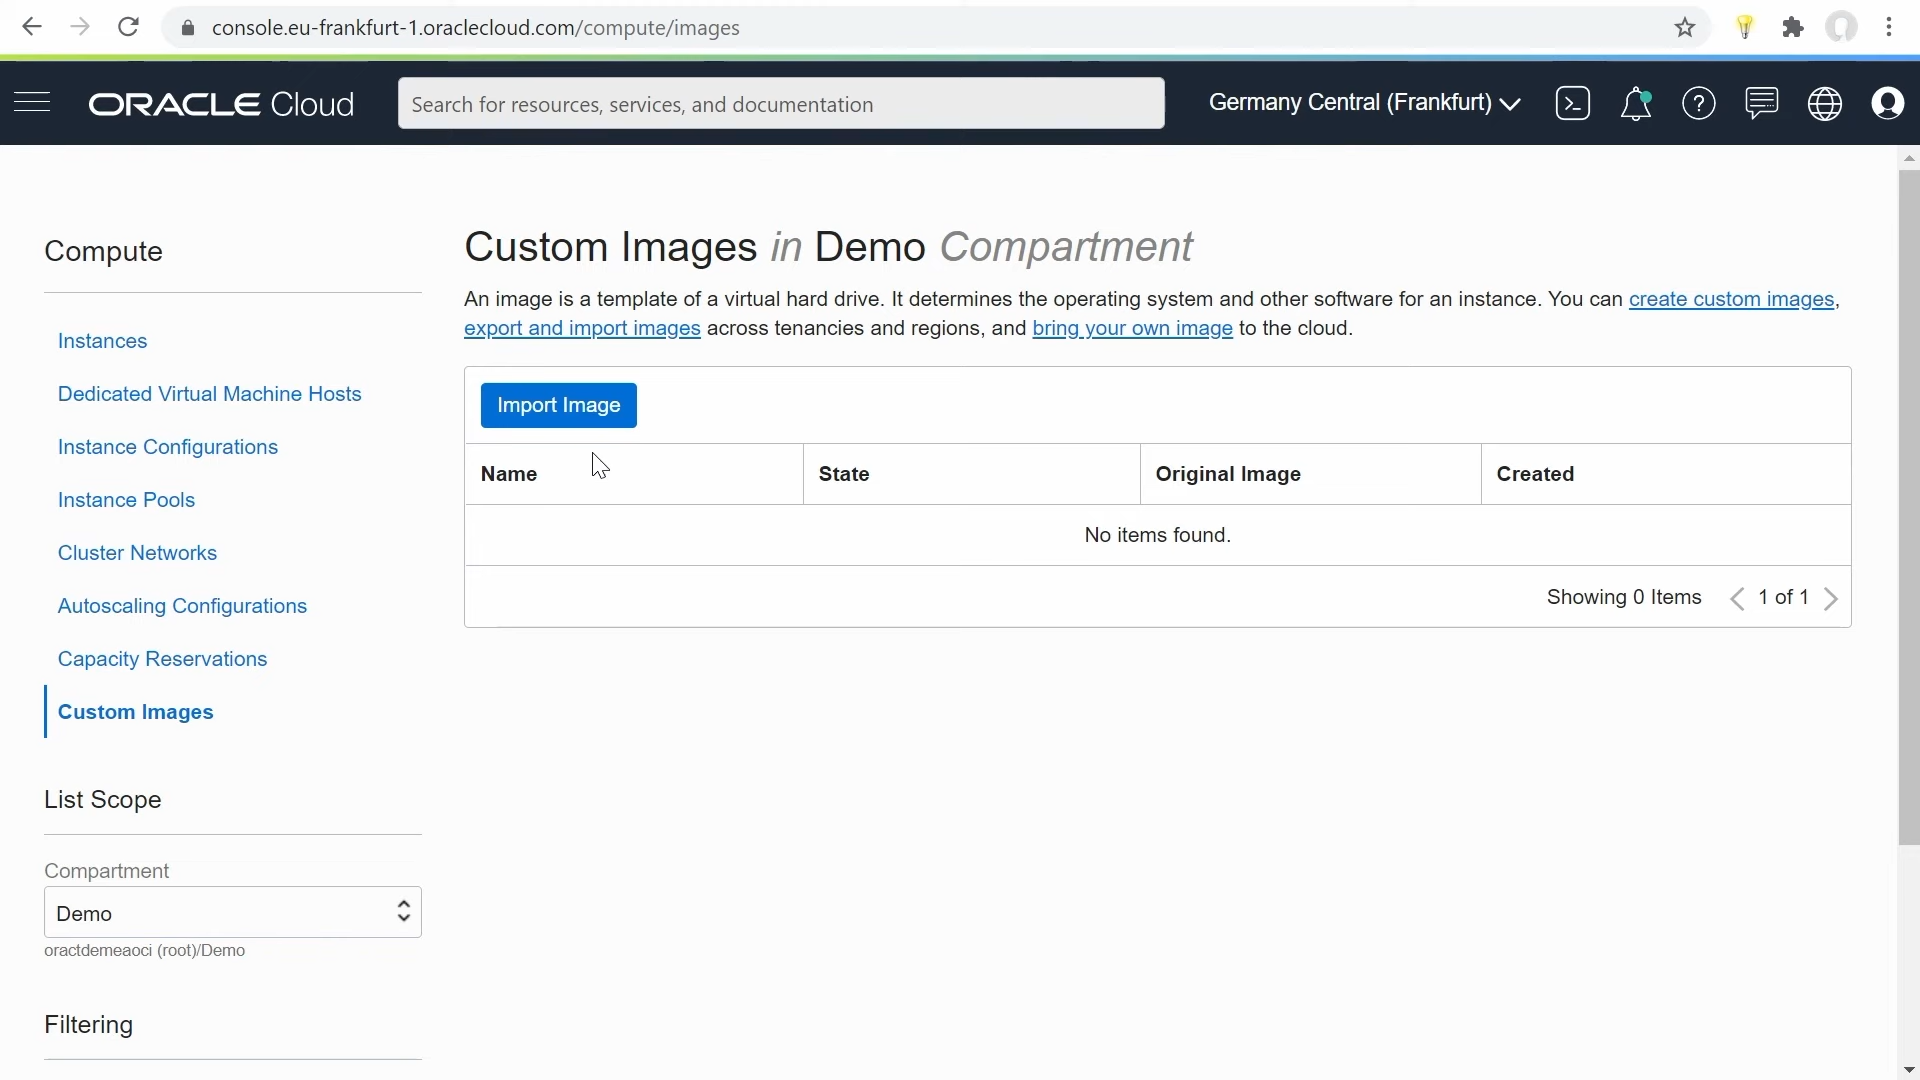 console.eu-frankfurt-1.oraclecloud.com/compute/images
ORACLE Cloud
Search for resources, services, and documentation
Germany Central (Frankfurt)
Compute
Instances
Dedicated Virtual Machine Hosts
Instance Configurations
Instance Pools
Cluster Networks
Autoscaling Configurations
Capacity Reservations
Custom Images
List Scope
Compartment
Demo
oractdemeaoci (root)/Demo
Filtering
Custom Images in Demo Compartment
An image is a template of a virtual hard drive. It determines the operating system and other software for an instance. You can create custom images,
export and import images across tenancies and regions, and bring your own image to the cloud.
Import Image
Name State Original Image Created
No items found.
Showing 0 Items 1 of 1